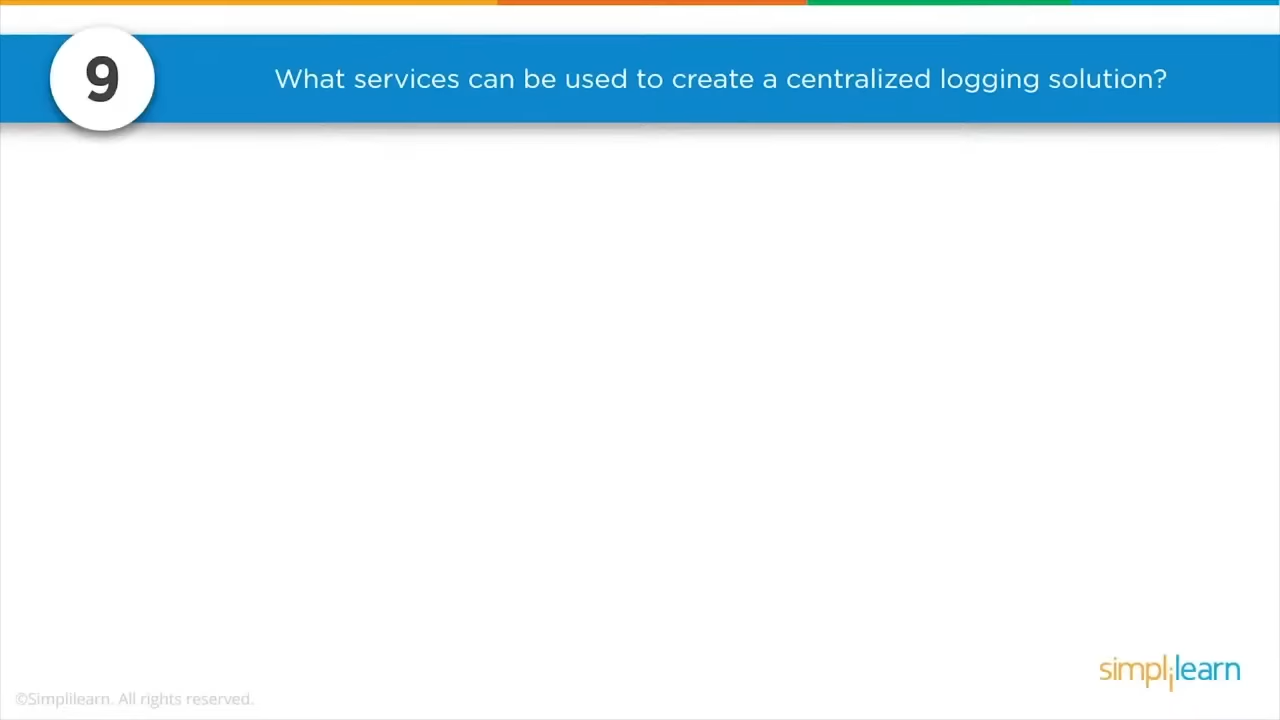 9
What services can be used to create a centralized logging solution?
simplilearn
©Simplilearn. All rights reserved.